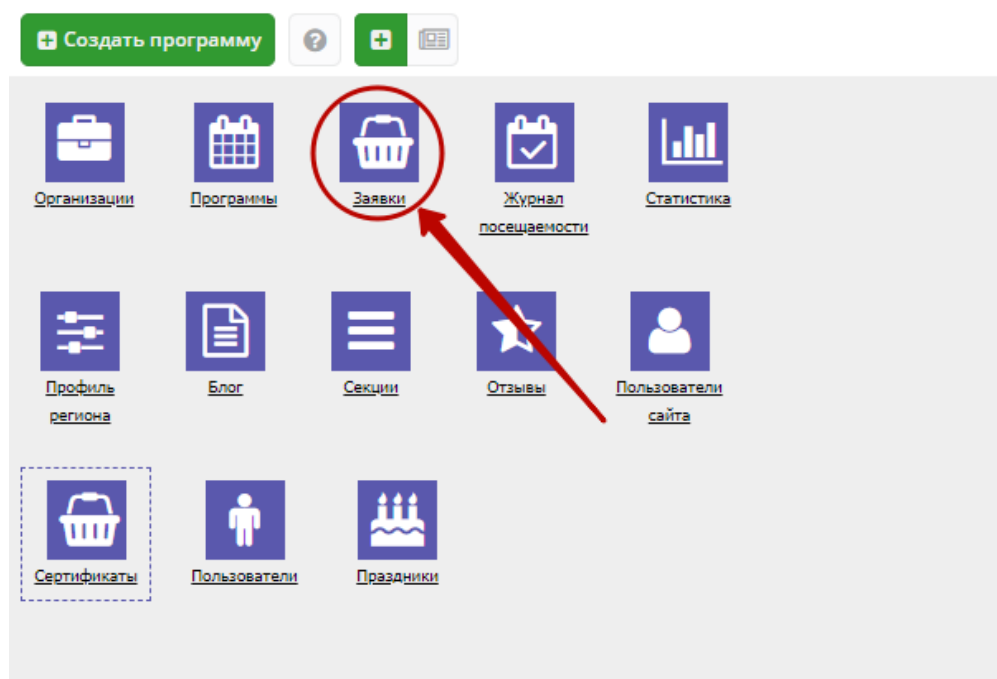 Создать программу
Организации
Программы
Заявки
Журнал
посещаемости
Статистика
Профиль
региона
Блог
Секции
Отзывы
Пользователи
сайта
Сертификаты
Пользователи
Праздники